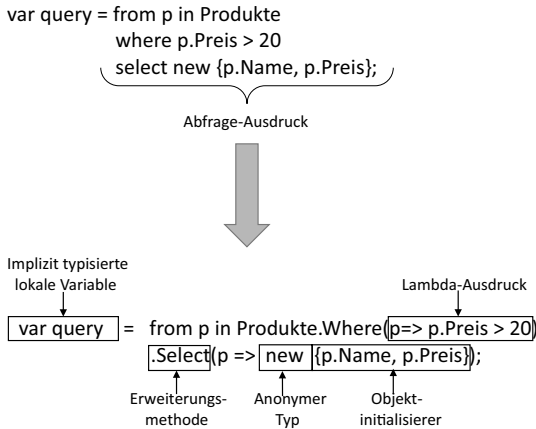 var query = from p in Produkte
where p.Preis > 20
select new {p.Name, p.Preis};
Abfrage-Ausdruck
Implizit typisierte
lokale Variable
Lambda-Ausdruck
var query = from p in Produkte.Where(p=> p.Preis > 20)
.Select(p => new {p.Name, p.Preis});
Erweiterungs-
methode
Anonymer
Typ
Objekt-
initialisierer